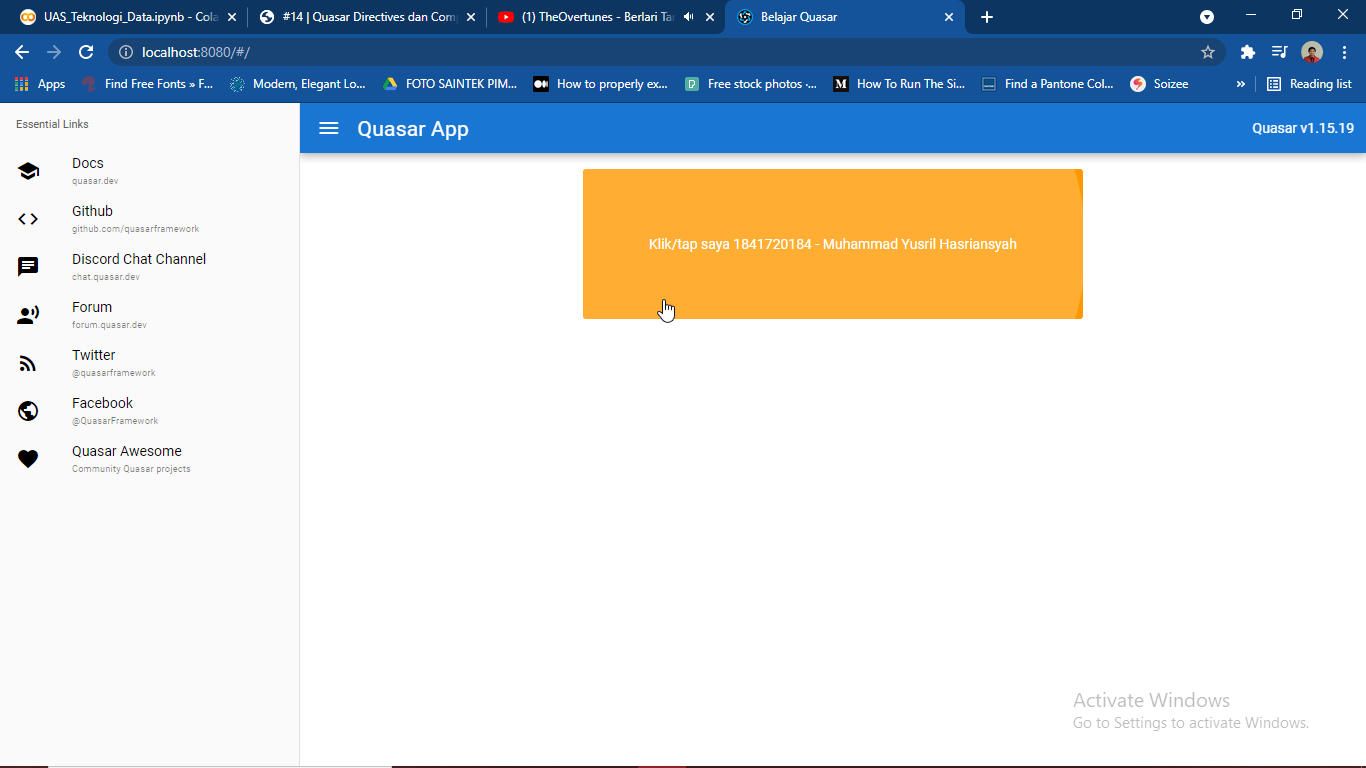 UAS_Teknologi_Data.ipynb - Cola
#14 | Quasar Directives dan Com
(1) TheOvertunes - Berlari Tan
Belajar Quasar
localhost:8080/#/
Apps
Find Free Fonts » F...
Modern, Elegant Lo...
FOTO SAINTEK PIM...
How to properly ex...
Free stock photos ·...
How To Run The Si...
Find a Pantone Col...
Soizee
»
Reading list
Essential Links
Quasar App
Quasar v1.15.19
Docs
quasar.dev
Github
github.com/quasarframework
Discord Chat Channel
chat.quasar.dev
Forum
forum.quasar.dev
Twitter
@quasarframework
Facebook
@QuasarFramework
Quasar Awesome
Community Quasar projects
Klik/tap saya 1841720184 - Muhammad Yusril Hasriansyah
Activate Windows
Go to Settings to activate Windows.